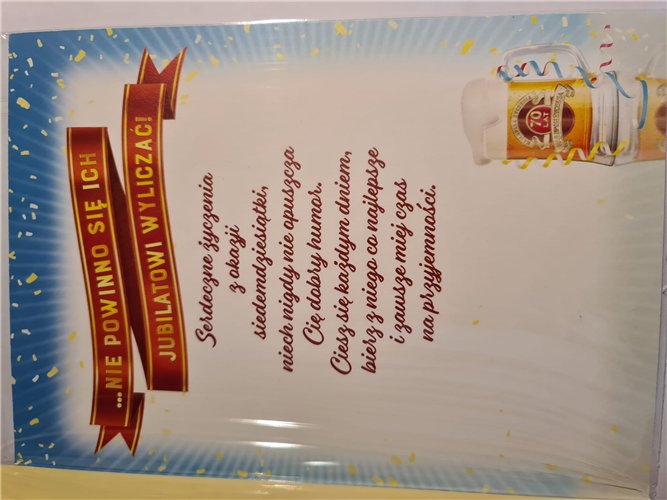 ...NIE POWINNO SIĘ ICH
JUBILATOWI WYLICZAĆ!
Serdeczne życzenia
z okazji
siedemdziesiątki,
niech nigdy nie opuszcza
Cię dobry humor.
Ciesz się każdym dniem,
bierz z niego co najlepsze
i zawsze miej czas
na przyjemności.
70
LAT